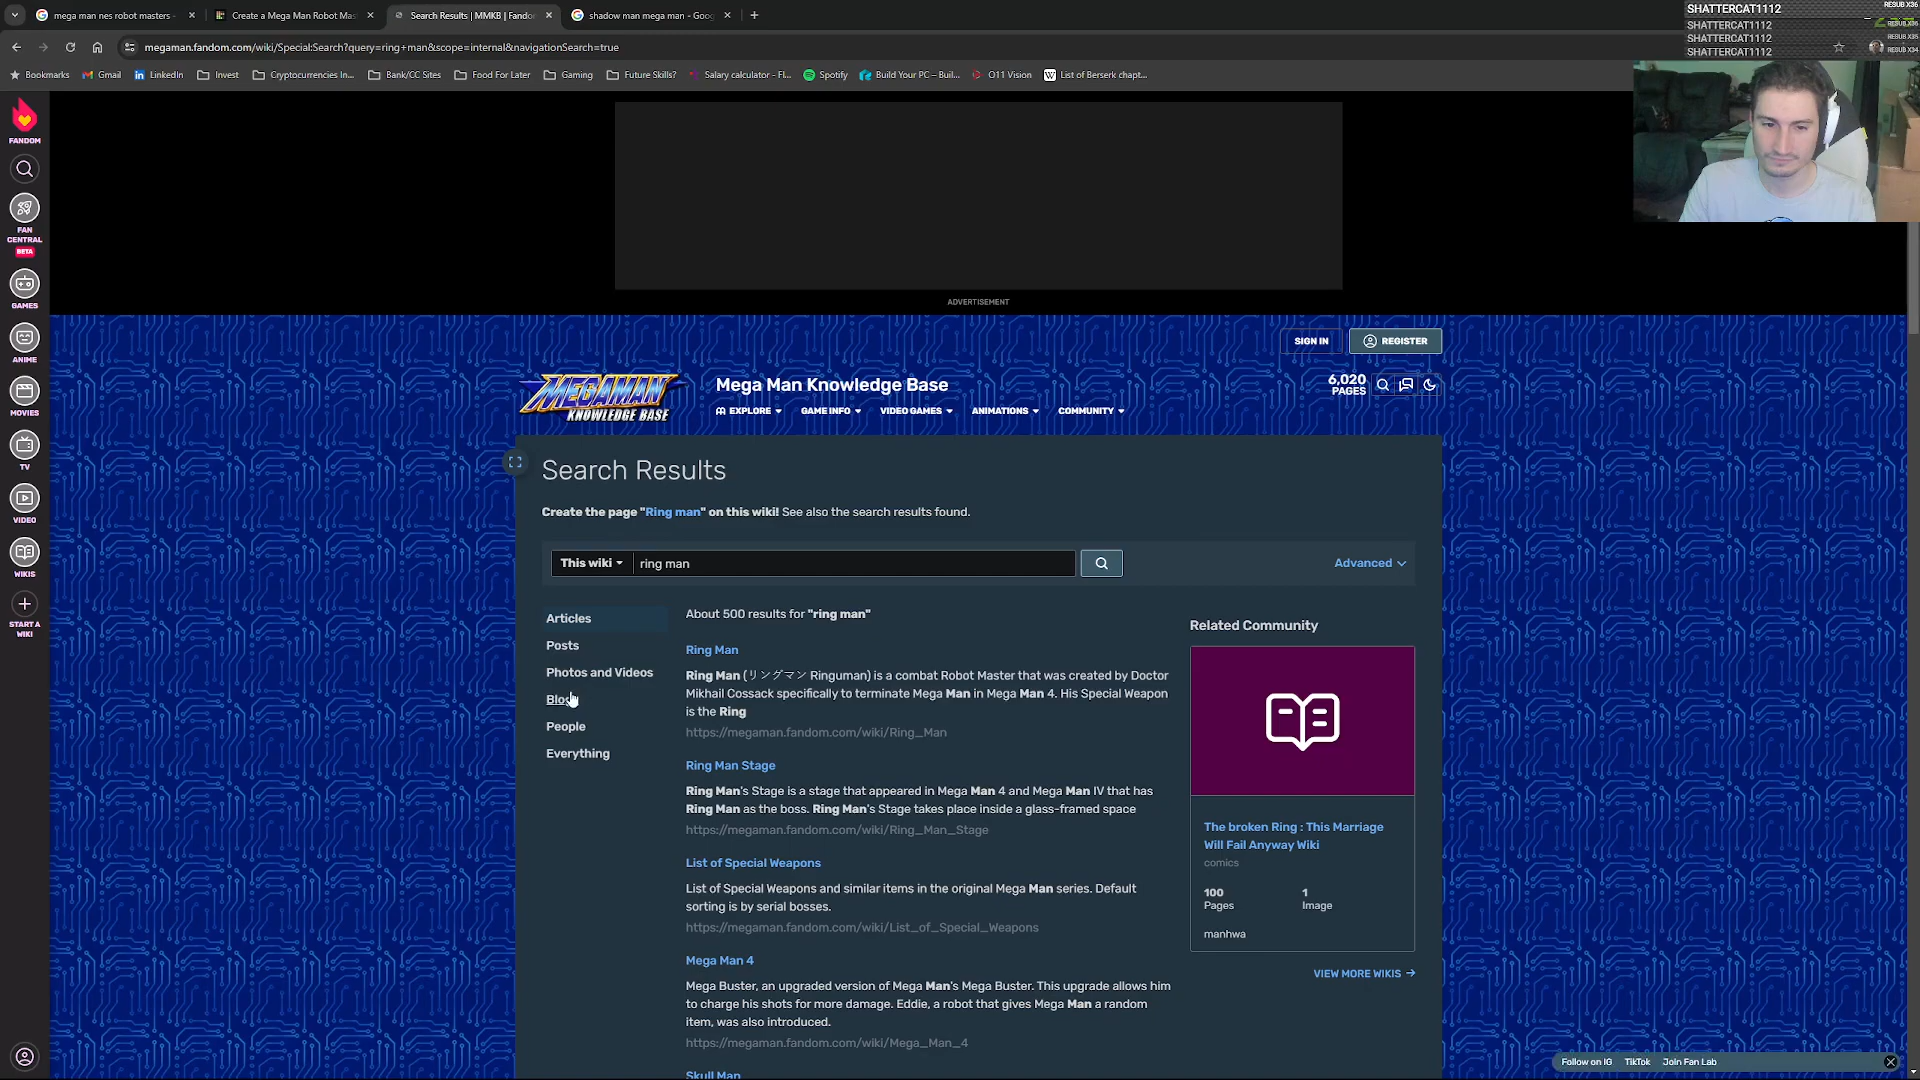 mega man nes robot masters -
Create a Mega Man Robot Mas
Search Results | MMKB | Fandom
shadow man mega man - Goog
SHATTERCAT1112
SHATTERCAT1112
SHATTERCAT1112
SHATTERCAT1112
RESUB X36
RESUB X36
RESUB X35
RESUB X34
megaman.fandom.com/wiki/Special:Search?query=ring+man&scope=internal&navigationSearch=true
Bookmarks
Gmail
LinkedIn
Invest
Cryptocurrencies In...
Bank/CC Sites
Food For Later
Gaming
Future Skills?
Salary calculator – Fl...
Spotify
Build Your PC – Buil...
O11 Vision
List of Berserk chapt...
FANDOM
FAN
CENTRAL
BETA
GAMES
ANIME
MOVIES
TV
VIDEO
WIKIS
START A
WIKI
ADVERTISEMENT
SIGN IN
REGISTER
MEGAMAN
KNOWLEDGE BASE
Mega Man Knowledge Base
6,020
PAGES
EXPLORE
GAME INFO
VIDEO GAMES
ANIMATIONS
COMMUNITY
Search Results
Create the page "Ring man" on this wiki! See also the search results found.
This wiki
ring man
Advanced
Articles
Posts
Photos and Videos
People
Everything
About 500 results for "ring man"
Ring Man
Ring Man (リングマン Ringuman) is a combat Robot Master that was created by Doctor
Mikhail Cossack specifically to terminate Mega Man in Mega Man 4. His Special Weapon
is the Ring
https://megaman.fandom.com/wiki/Ring_Man
Ring Man Stage
Ring Man's Stage is a stage that appeared in Mega Man 4 and Mega Man IV that has
Ring Man as the boss. Ring Man's Stage takes place inside a glass-framed space
https://megaman.fandom.com/wiki/Ring_Man_Stage
List of Special Weapons
List of Special Weapons and similar items in the original Mega Man series. Default
sorting is by serial bosses.
https://megaman.fandom.com/wiki/List_of_Special_Weapons
Mega Man 4
Mega Buster, an upgraded version of Mega Man's Mega Buster. This upgrade allows him
to charge his shots for more damage. Eddie, a robot that gives Mega Man a random
item, was also introduced.
https://megaman.fandom.com/wiki/Mega_Man_4
Skull Man
Related Community
The broken Ring : This Marriage
Will Fail Anyway Wiki
comics
100
Pages
1
Image
manhwa
VIEW MORE WIKIS
Follow on IG
TikTok
Join Fan Lab